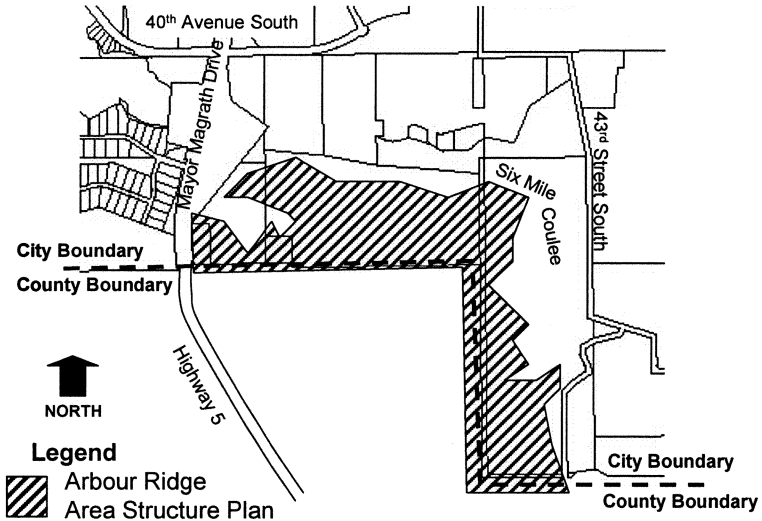 40th Avenue South
Mayor Magrath Drive
43rd Street South
Six Mile
Coulee
City Boundary
County Boundary
Highway 5
NORTH
Legend
Arbour Ridge
Area Structure Plan
City Boundary
County Boundary